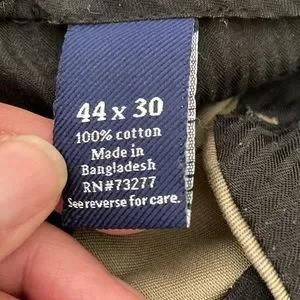 44 x 30
100% cotton
Made in
Bangladesh
RN#73277
See reverse for care.